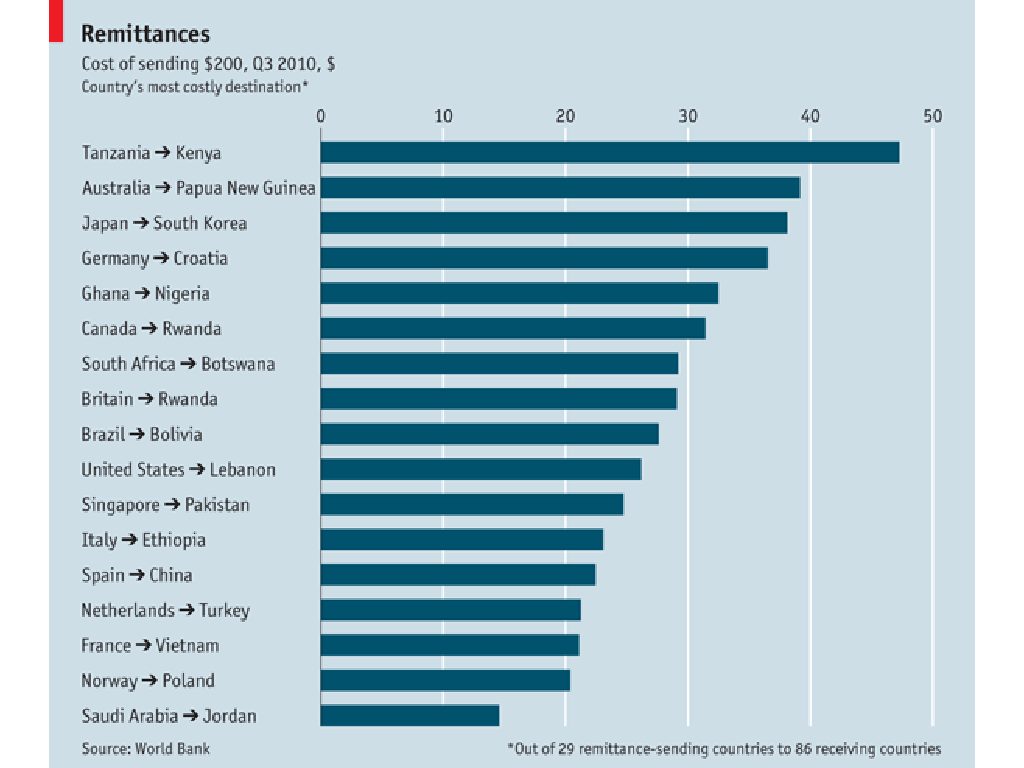 Remittances
Cost of sending $200, Q3 2010, $
Country's most costly destination*
0 10 20 30 40 50
Tanzania ➔ Kenya
Australia ➔ Papua New Guinea
Japan ➔ South Korea
Germany ➔ Croatia
Ghana ➔ Nigeria
Canada ➔ Rwanda
South Africa ➔ Botswana
Britain ➔ Rwanda
Brazil ➔ Bolivia
United States ➔ Lebanon
Singapore ➔ Pakistan
Italy ➔ Ethiopia
Spain ➔ China
Netherlands ➔ Turkey
France ➔ Vietnam
Norway ➔ Poland
Saudi Arabia ➔ Jordan
Source: World Bank *Out of 29 remittance-sending countries to 86 receiving countries